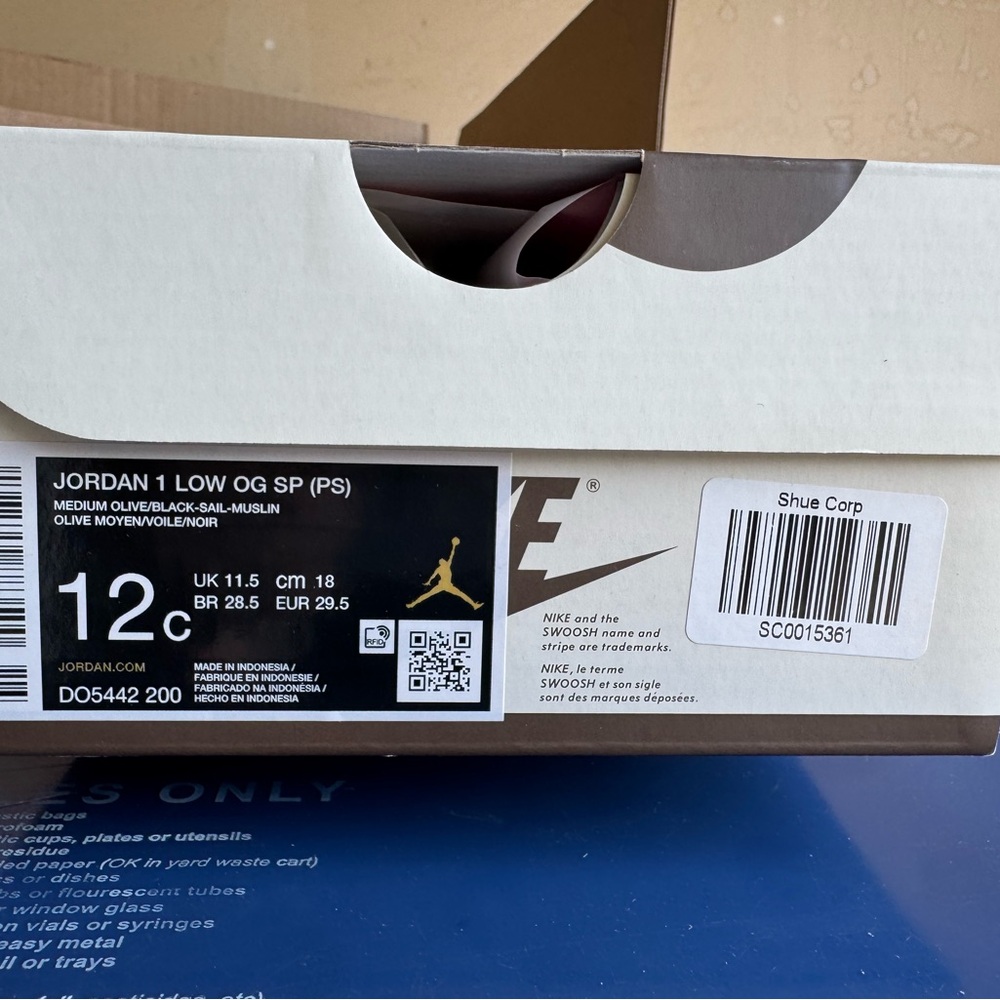 JORDAN 1 LOW OG SP (PS)
MEDIUM OLIVE/BLACK-SAIL-MUSLIN
OLIVE MOYEN/VOILE/NOIR
12c
UK 11.5 cm 18
BR 28.5 EUR 29.5
RFID
JORDAN.COM
DO5442 200
MADE IN INDONESIA /
FABRIQUE EN INDONESIE /
FABRICADO NA INDONÉSIA /
HECHO EN INDONESIA
KE®
NIKE and the
SWOOSH name and
stripe are trademarks.
NIKE, le terme
SWOOSH et son sigle
sont des marques déposées.
Shue Corp
SC0015361
ES ONLY
stic bags
rofoam
ic cups, plates or utensils
residue
ded paper (OK in yard waste cart)
s or dishes
bs or flourescent tubes
r window glass
on vials or syringes
easy metal
il or trays